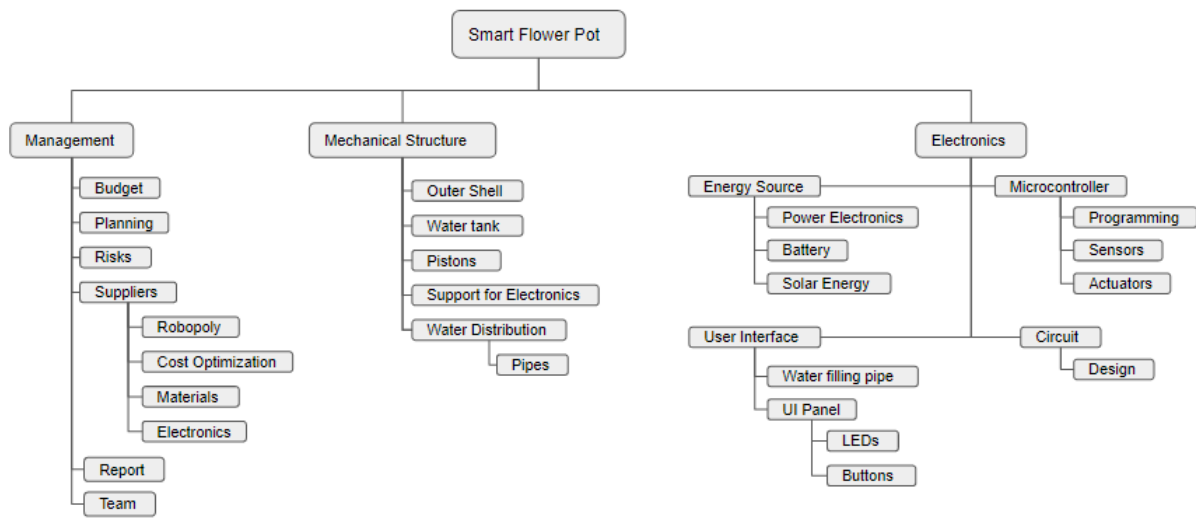 Smart Flower Pot
Management
Budget
Planning
Risks
Suppliers
Robopoly
Cost Optimization
Materials
Electronics
Report
Team
Mechanical Structure
Outer Shell
Water tank
Pistons
Support for Electronics
Water Distribution
Pipes
Electronics
Energy Source
Power Electronics
Battery
Solar Energy
Microcontroller
Programming
Sensors
Actuators
User Interface
Water filling pipe
UI Panel
LEDs
Buttons
Circuit
Design